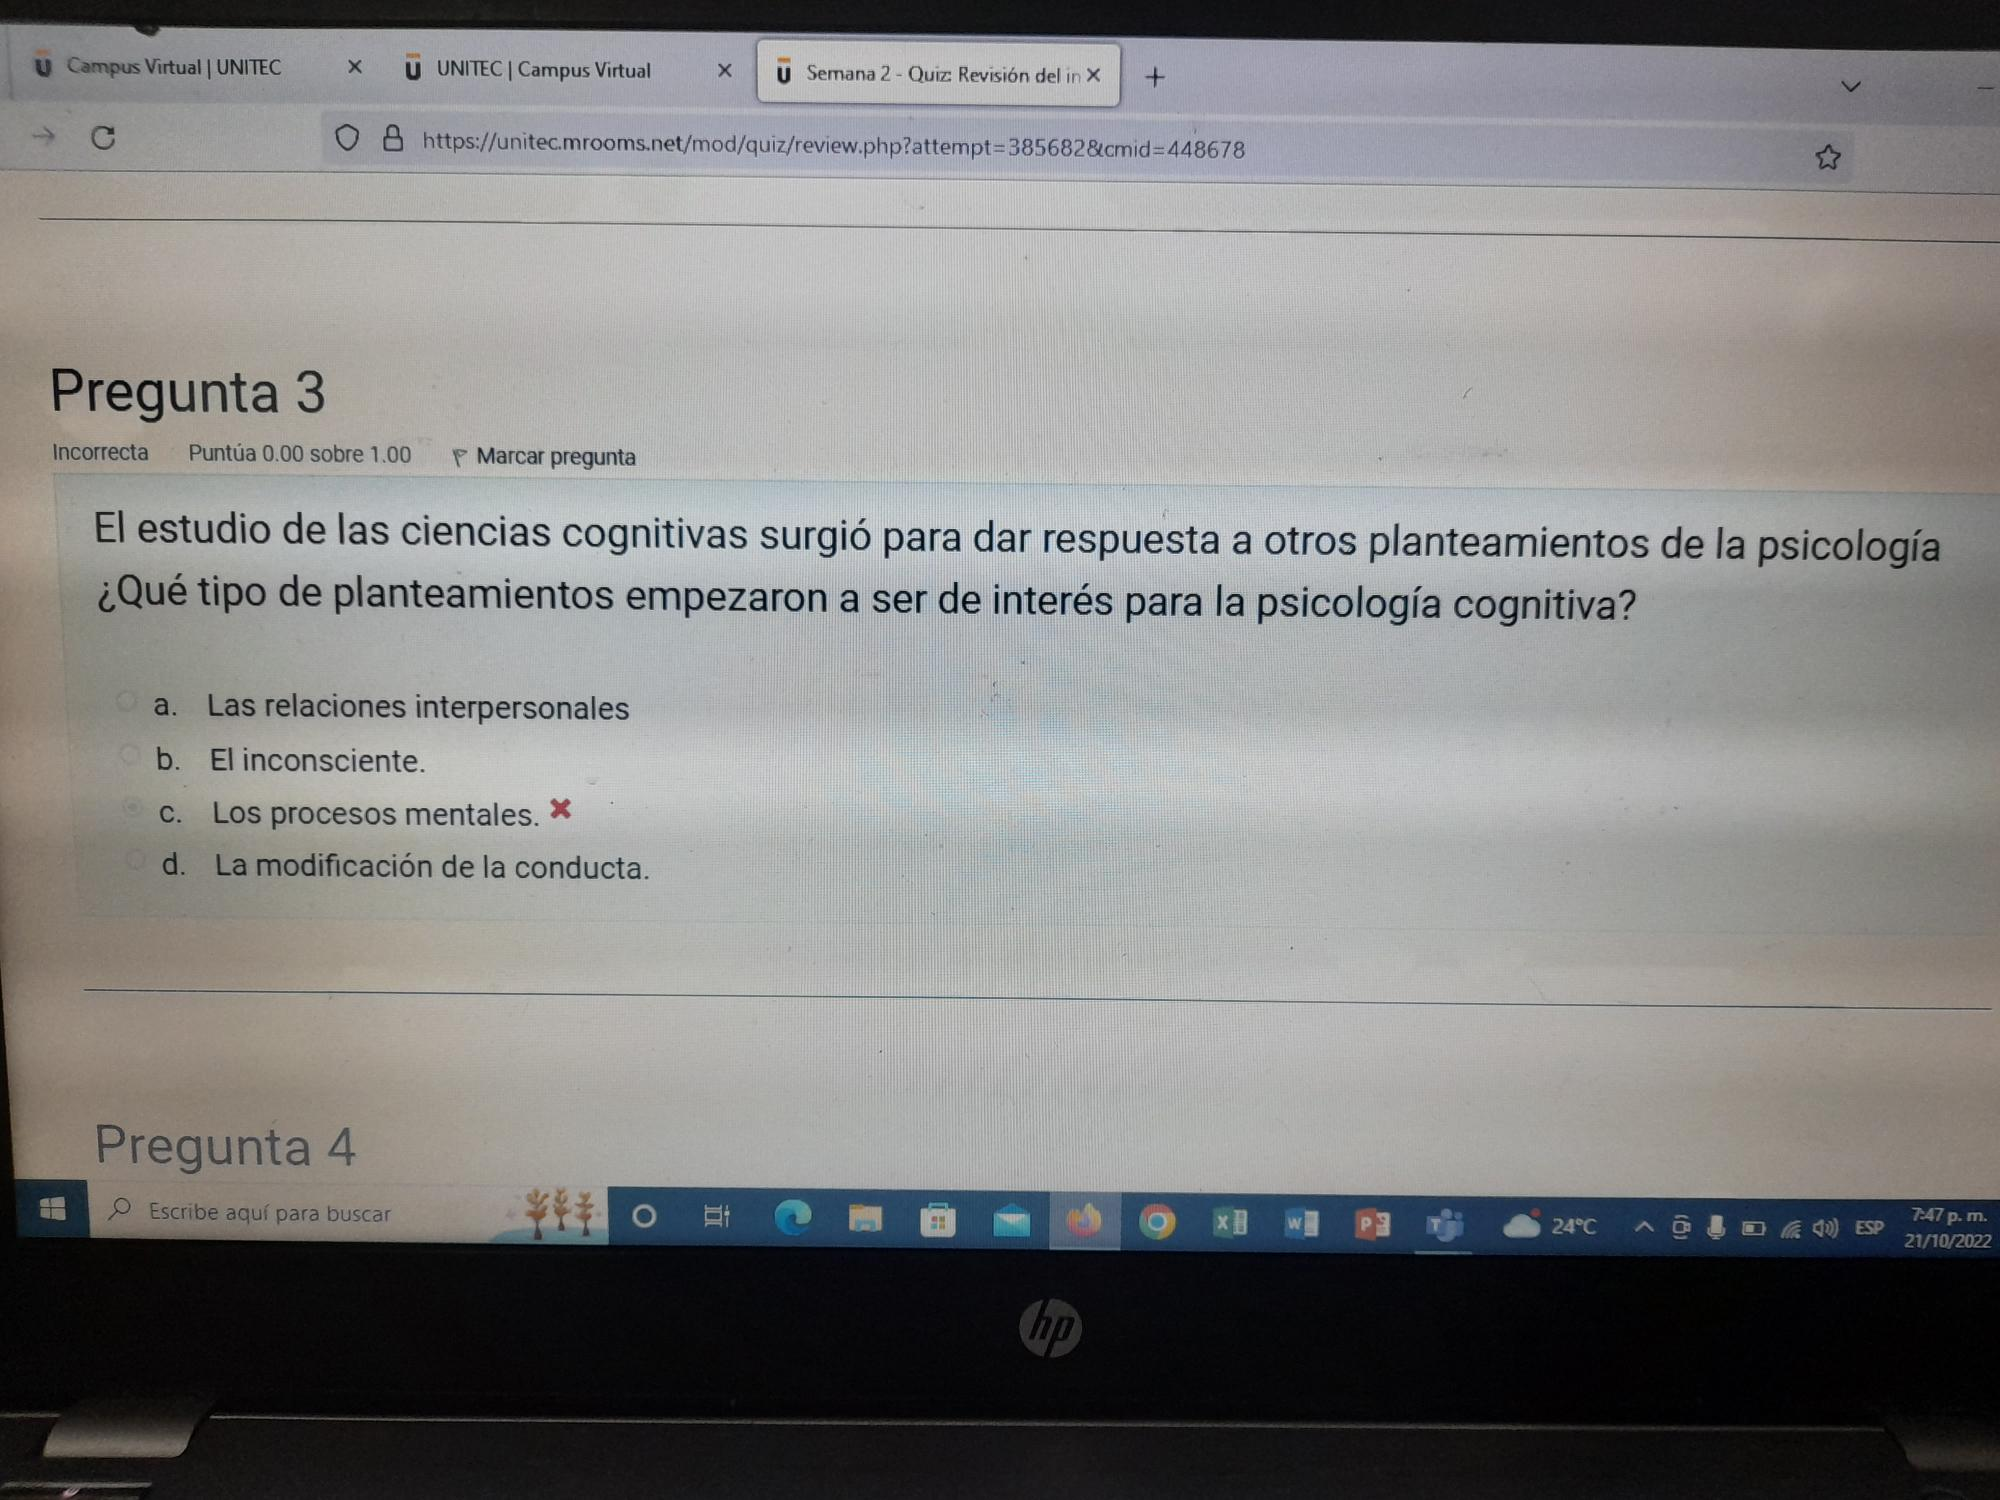 Campus Virtual | UNITEC
UNITEC | Campus Virtual
Semana 2 - Quiz: Revisión del in
https://unitec.mrooms.net/mod/quiz/review.php?attempt=385682&cmid=448678
Pregunta 3
Incorrecta Puntúa 0.00 sobre 1.00 Marcar pregunta
El estudio de las ciencias cognitivas surgió para dar respuesta a otros planteamientos de la psicología
¿Qué tipo de planteamientos empezaron a ser de interés para la psicología cognitiva?
a. Las relaciones interpersonales
b. El inconsciente.
c. Los procesos mentales.
d. La modificación de la conducta.
Pregunta 4
Escribe aquí para buscar
24°C
ESP
7:47 p. m.
21/10/2022
hp